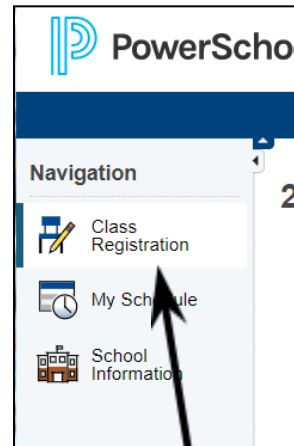 PowerScho
Navigation
2
Class
Registration
My Schedule
School
Information